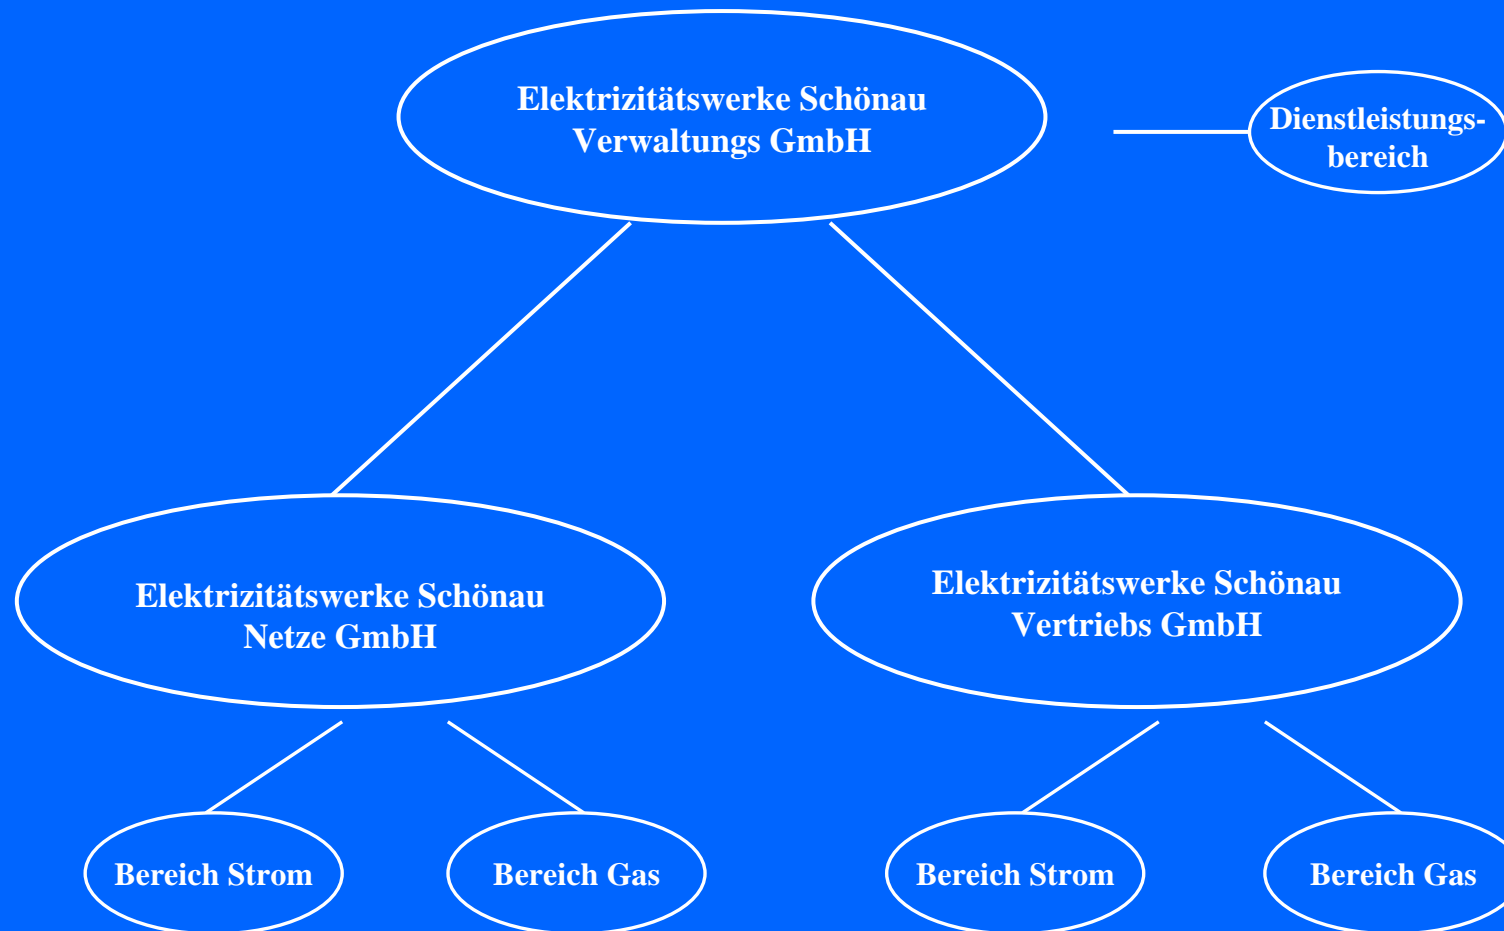 Elektrizitätswerke Schönau
Verwaltungs GmbH
Dienstleistungs-
bereich
Elektrizitätswerke Schönau
Netze GmbH
Elektrizitätswerke Schönau
Vertriebs GmbH
Bereich Strom
Bereich Gas
Bereich Strom
Bereich Gas